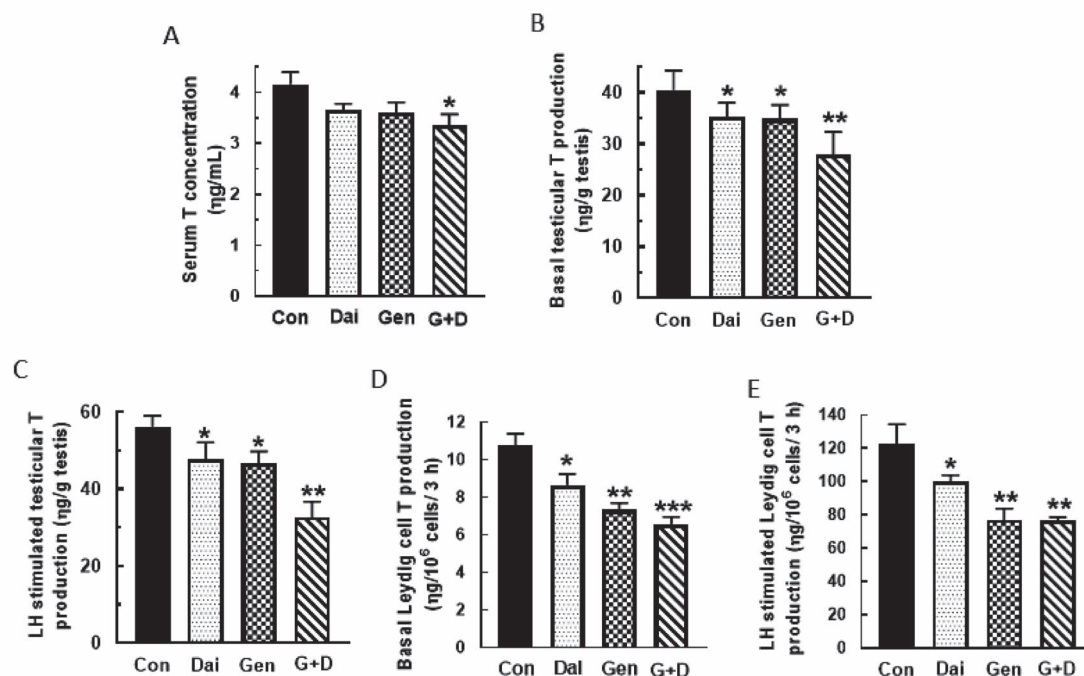 A
Serum T concentration
(ηg/mL)
4
3
2
1
0
*
Con Dai Gen G+D
B
Basal testicular T production
(ηg/g testis)
40
30
20
10
0
* * **
Con Dai Gen G+D
C
LH stimulated testicular T
production (ηg/g testis)
60
40
20
0
* * **
Con Dai Gen G+D
D
Basal Leydig cell T production
(ηg/10⁶ cells/ 3 h)
12
10
8
6
4
2
0
* ** ***
Con Dai Gen G+D
E
LH stimulated Leydig cell T
production (ηg/10⁶ cells/ 3 h)
140
120
100
80
60
40
20
0
* ** **
Con Dai Gen G+D